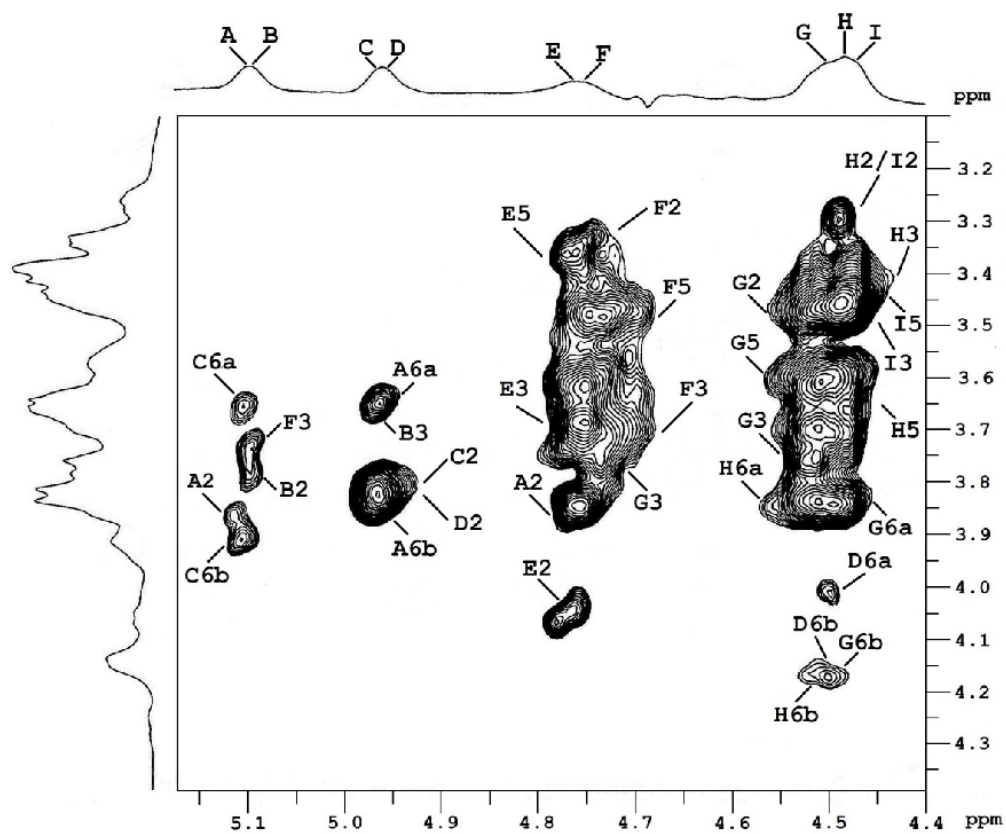 A B C D E F G H I
ppm
H2/I2
3.2
E5 F2
3.3
H3
G2
3.4
F5
I5
3.5
C6a A6a G5 I3
3.6
E3 F3
F3 B3 G3 H5
3.7
A2 C2 H6a
3.8
B2 A2 G3
D2 G6a
A6b
3.9
C6b
E2 D6a
4.0
D6b
4.1
G6b
H6b
4.2
4.3
5.1 5.0 4.9 4.8 4.7 4.6 4.5 4.4 ppm